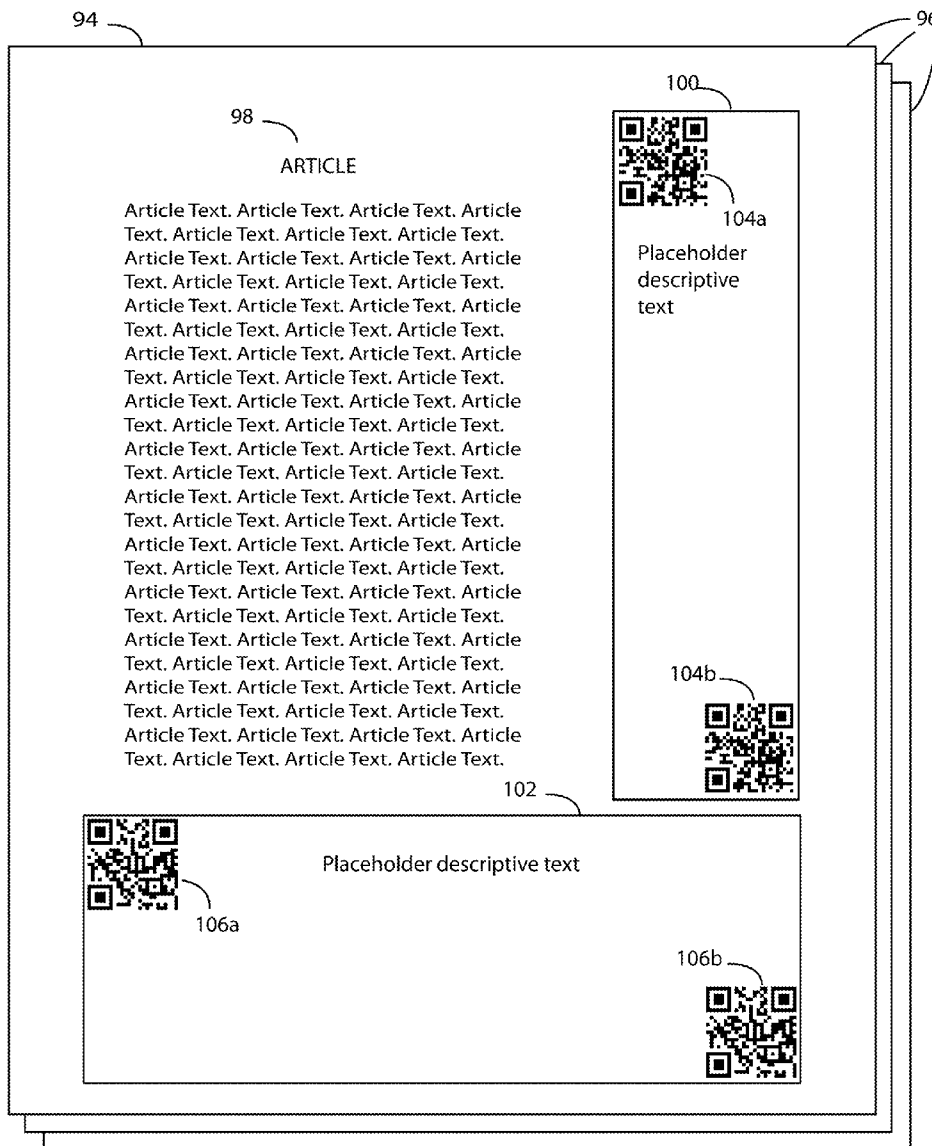 94
96
98
100
ARTICLE
104a
Article Text. Article Text. Article Text. Article
Text. Article Text. Article Text. Article Text.
Article Text. Article Text. Article Text. Article
Text. Article Text. Article Text. Article Text.
Article Text. Article Text. Article Text. Article
Text. Article Text. Article Text. Article Text.
Article Text. Article Text. Article Text. Article
Text. Article Text. Article Text. Article Text.
Article Text. Article Text. Article Text. Article
Text. Article Text. Article Text. Article Text.
Article Text. Article Text. Article Text. Article
Text. Article Text. Article Text. Article Text.
Article Text. Article Text. Article Text. Article
Text. Article Text. Article Text. Article Text.
Article Text. Article Text. Article Text. Article
Text. Article Text. Article Text. Article Text.
Article Text. Article Text. Article Text. Article
Text. Article Text. Article Text. Article Text.
Article Text. Article Text. Article Text. Article
Text. Article Text. Article Text. Article Text.
Article Text. Article Text. Article Text. Article
Text. Article Text. Article Text. Article Text.
Article Text. Article Text. Article Text. Article
Text. Article Text. Article Text. Article Text.
Placeholder
descriptive
text
104b
102
Placeholder descriptive text
106a
106b